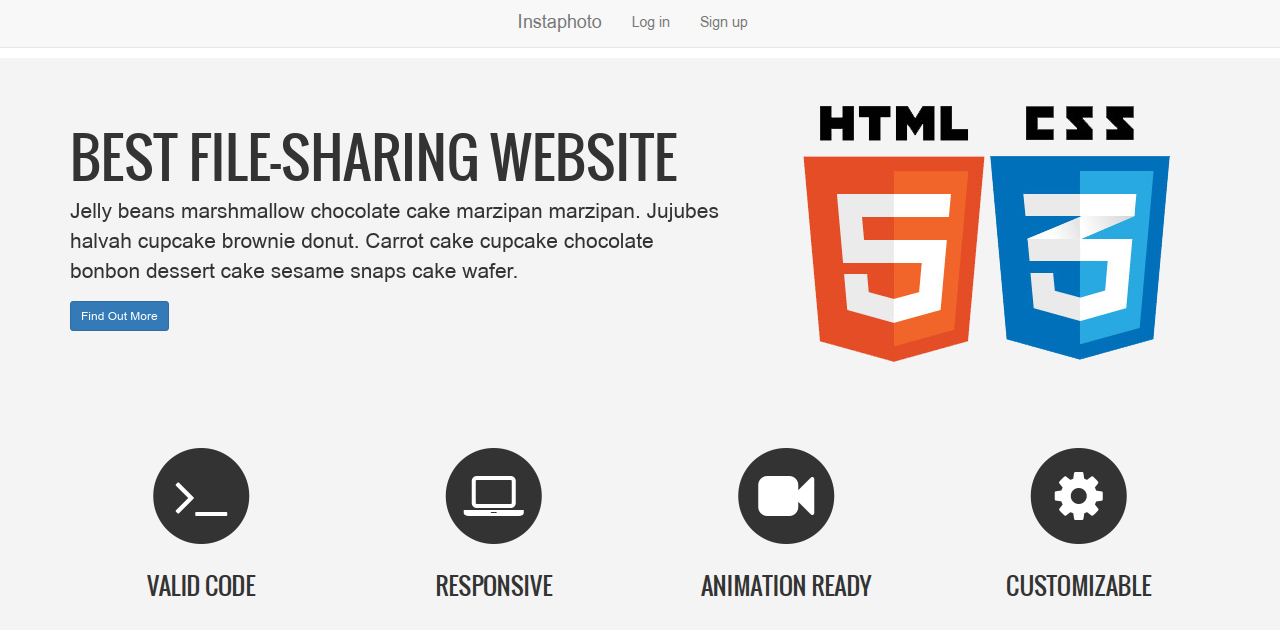 Instaphoto Log in Sign up
HTML CSS
BEST FILE-SHARING WEBSITE
Jelly beans marshmallow chocolate cake marzipan marzipan. Jujubes
halvah cupcake brownie donut. Carrot cake cupcake chocolate
bonbon dessert cake sesame snaps cake wafer.
Find Out More
5 3
VALID CODE RESPONSIVE ANIMATION READY CUSTOMIZABLE